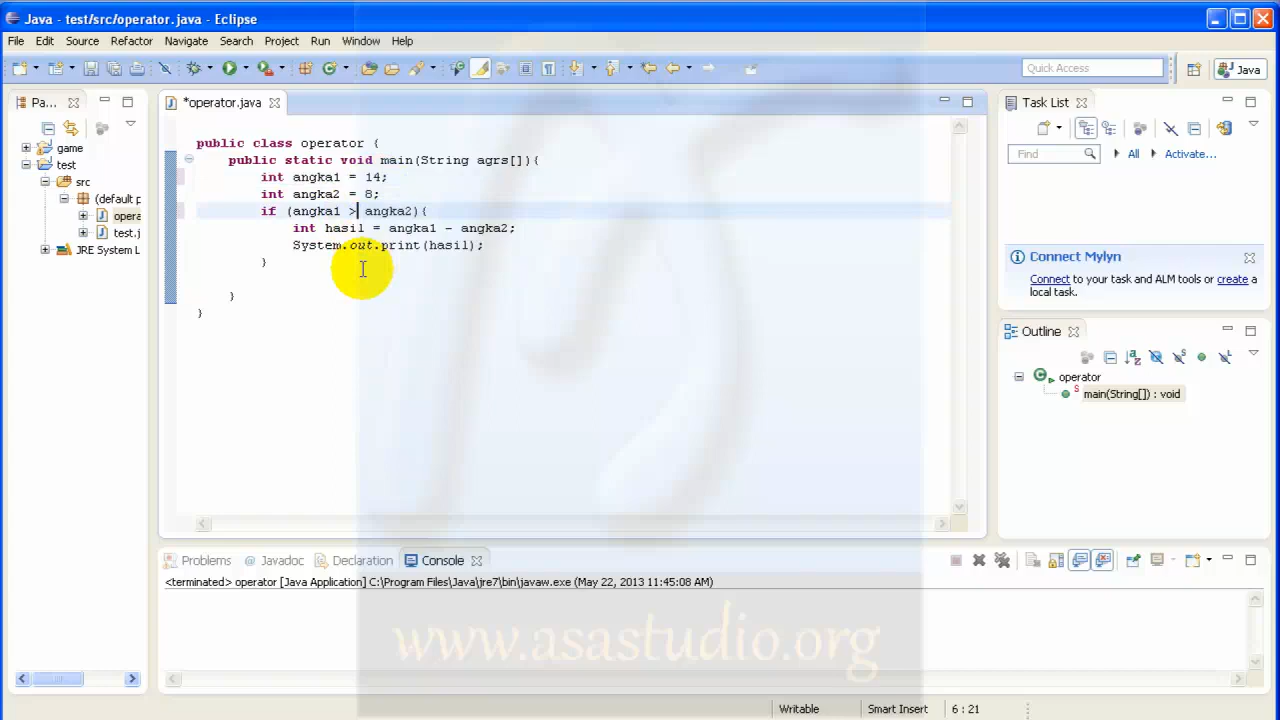 Java - test/src/operator.java - Eclipse
File Edit Source Refactor Navigate Search Project Run Window Help
Quick Access
Java
Pa...
*operator.java
Task List
game
test
src
(default p
opera
test.j
JRE System L
public class operator {
public static void main(String agrs[]){
int angka1 = 14;
int angka2 = 8;
if (angka1 > angka2){
int hasil = angka1 - angka2;
System.out.print(hasil);
}
}
}
Find
All
Activate...
Connect Mylyn
Connect to your task and ALM tools or create a
local task.
Outline
operator
main(String[]) : void
Problems
@ Javadoc
Declaration
Console
<terminated> operator [Java Application] C:\Program Files\Java\jre7\bin\javaw.exe (May 22, 2013 11:45:08 AM)
www.asastudio.org
Writable
Smart Insert
6 : 21